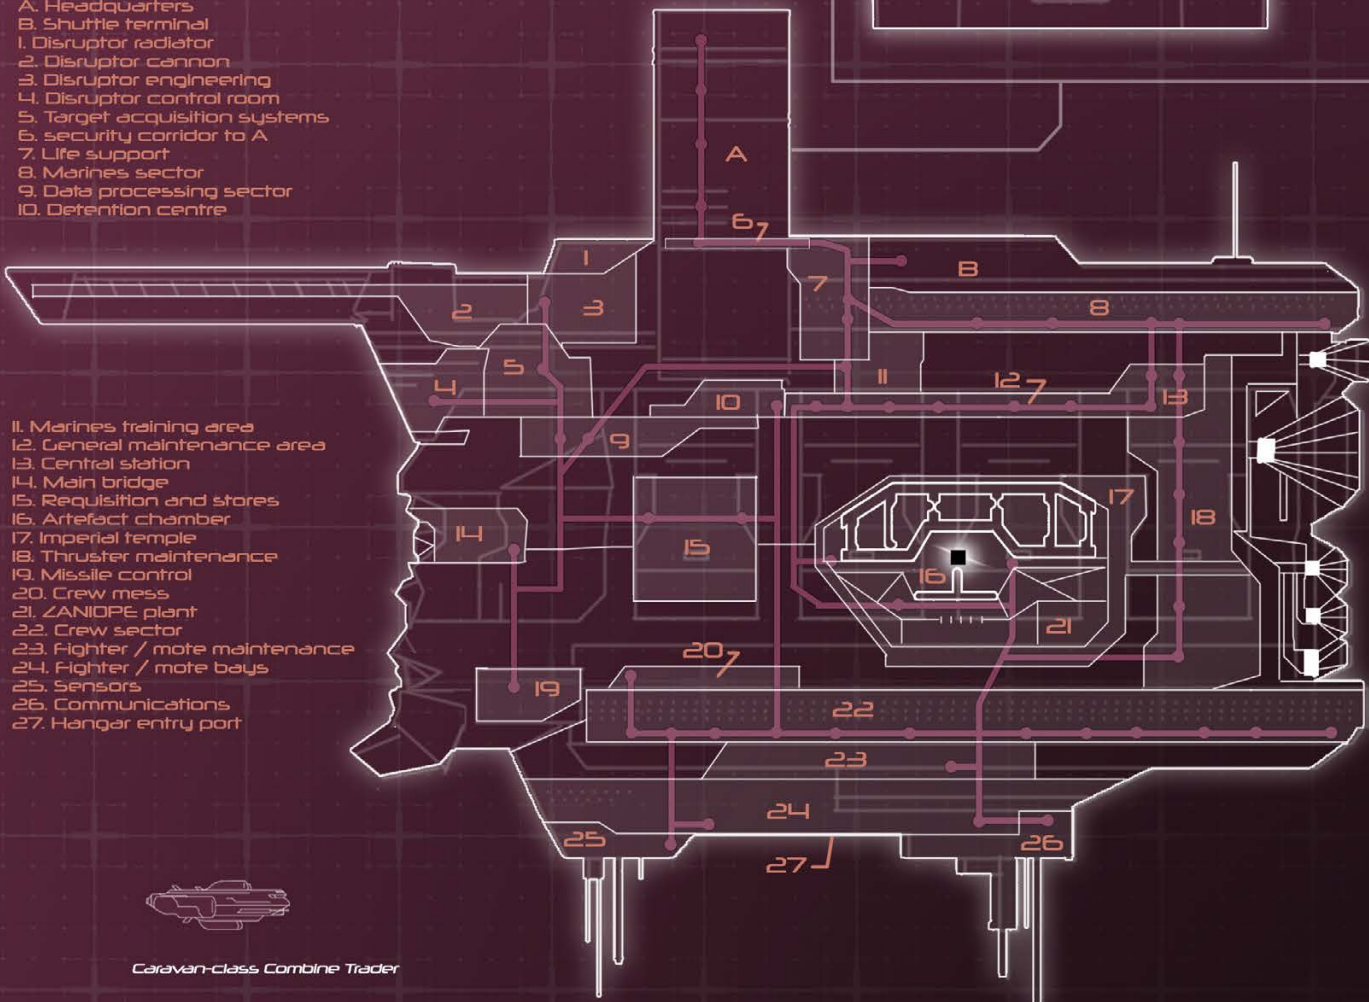 A. Headquarters
B. Shuttle terminal
1. Disruptor radiator
2. Disruptor cannon
3. Disruptor engineering
4. Disruptor control room
5. Target acquisition systems
6. security corridor to A
7. Life support
8. Marines sector
9. Data processing sector
10. Detention centre
11. Marines training area
12. General maintenance area
13. Central station
14. Main bridge
15. Requisition and stores
16. Artefact chamber
17. Imperial temple
18. Thruster maintenance
19. Missile control
20. Crew mess
21. ZANIOPE plant
22. Crew sector
23. Fighter / mote maintenance
24. Fighter / mote bays
25. Sensors
26. Communications
27. Hangar entry port
A
6
1
B
7
2
3
8
5
4
11
12
10
13
9
17
14
15
18
16
21
20
19
22
23
24
25
26
27
Caravan-class Combine Trader